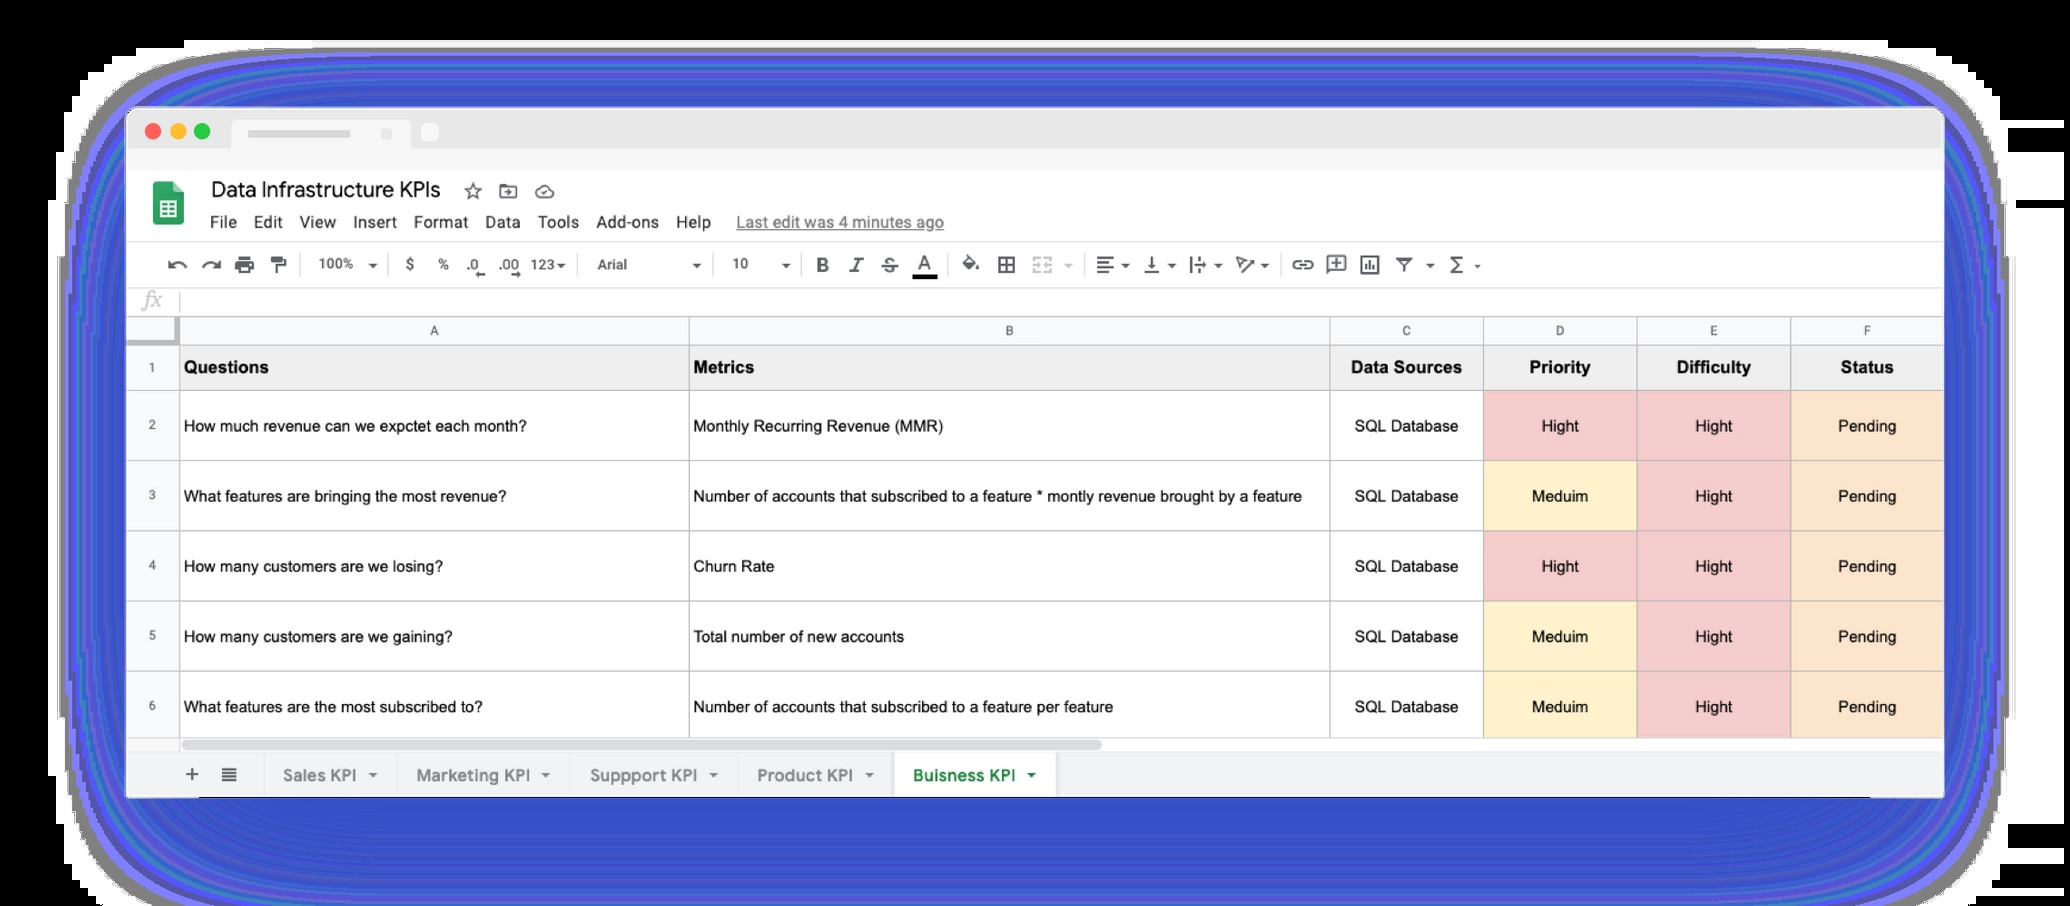 Data Infrastructure KPIs
File Edit View Insert Format Data Tools Add-ons Help Last edit was 4 minutes ago
100% $ % .0 .00 123 Arial 10 B I S A Σ
fx
A B C D E F
1 Questions Metrics Data Sources Priority Difficulty Status
2 How much revenue can we expctet each month? Monthly Recurring Revenue (MMR) SQL Database Hight Hight Pending
3 What features are bringing the most revenue? Number of accounts that subscribed to a feature * montly revenue brought by a feature SQL Database Meduim Hight Pending
4 How many customers are we losing? Churn Rate SQL Database Hight Hight Pending
5 How many customers are we gaining? Total number of new accounts SQL Database Meduim Hight Pending
6 What features are the most subscribed to? Number of accounts that subscribed to a feature per feature SQL Database Meduim Hight Pending
+ Sales KPI Marketing KPI Suppport KPI Product KPI Buisness KPI